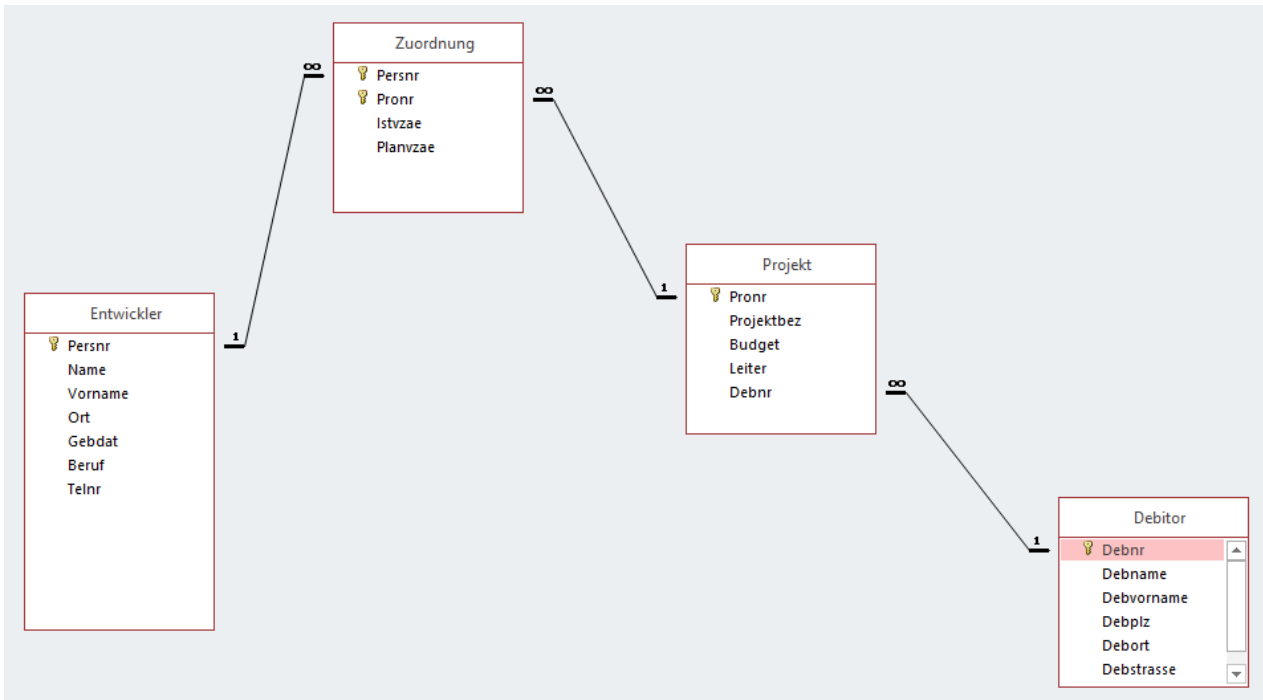 Zuordnung
Persnr
Pronr
Istvzae
Planvzae
∞
∞
1
Projekt
Pronr
Projektbez
Budget
Leiter
Debnr
Entwickler
Persnr
Name
Vorname
Ort
Gebdat
Beruf
Telnr
1
∞
1
Debitor
Debnr
Debname
Debvorname
Debplz
Debort
Debstrasse